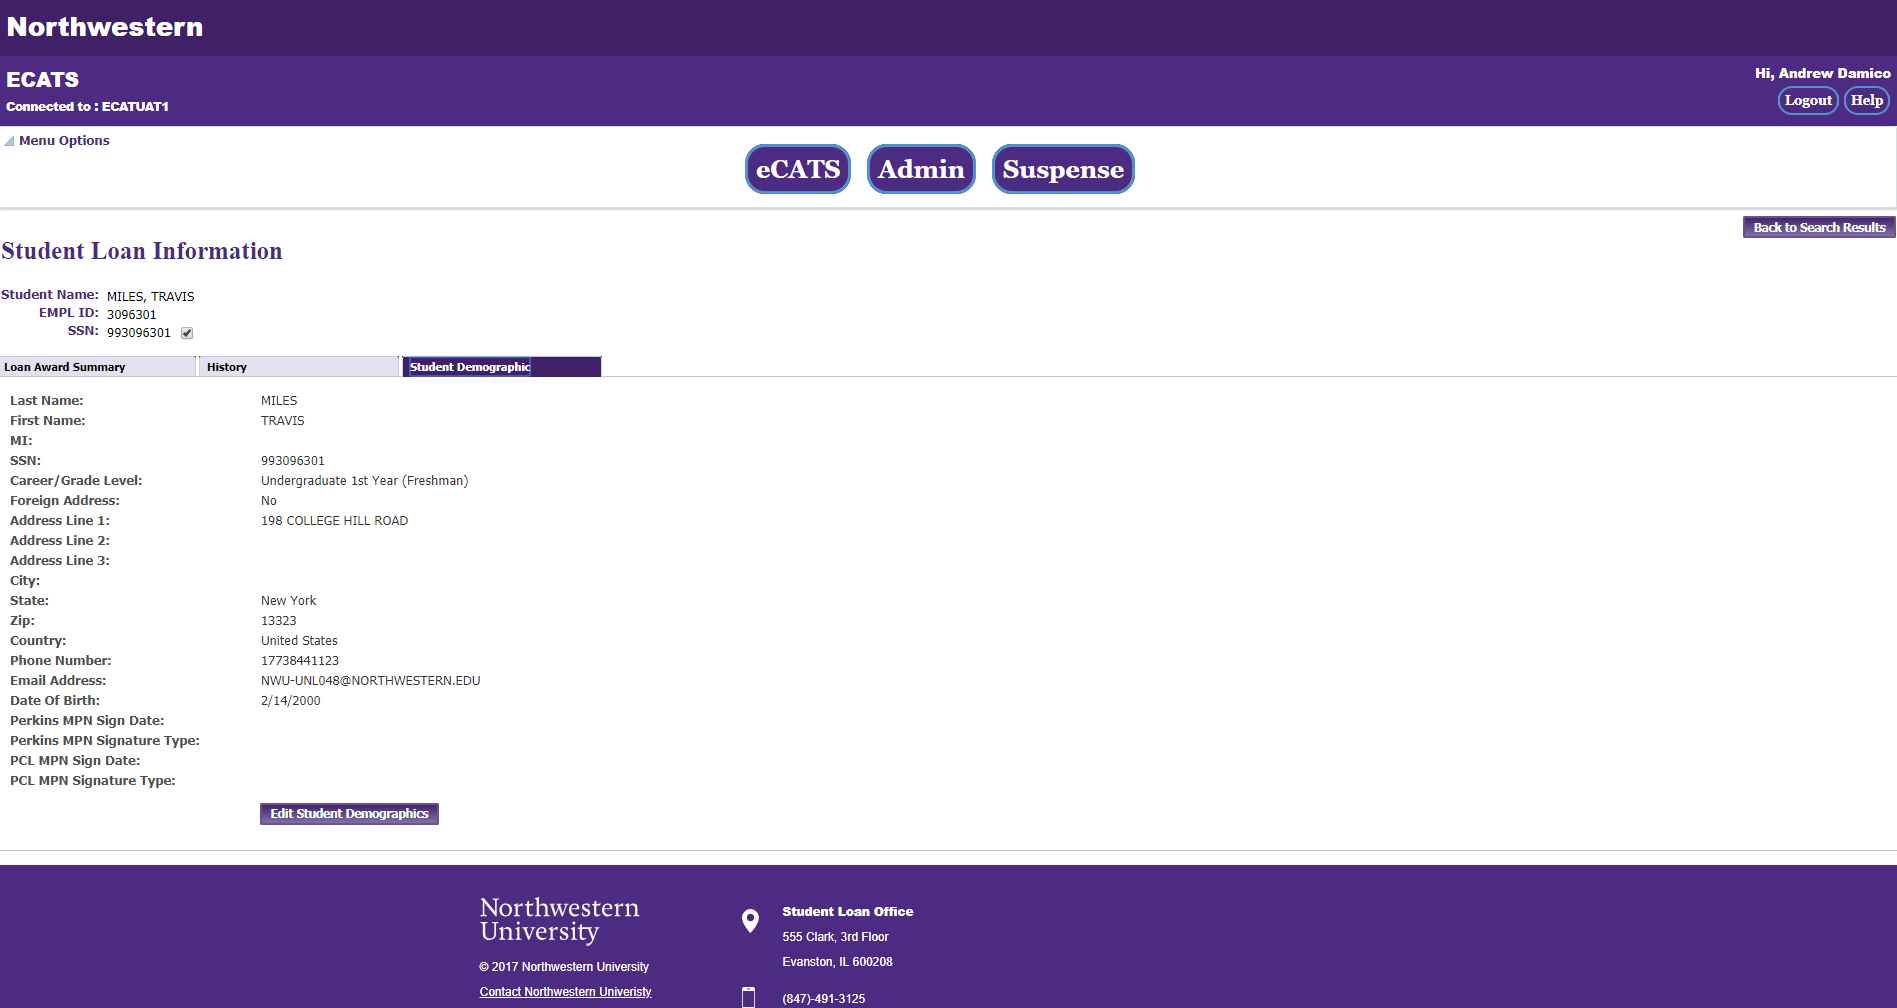 Northwestern
ECATS
Hi, Andrew Damico
Connected to : ECATUAT1
Logout Help
Menu Options
eCATS Admin Suspense
Back to Search Results
Student Loan Information
Student Name: MILES, TRAVIS
EMPL ID: 3096301
SSN: 993096301
Loan Award Summary History Student Demographic
Last Name: MILES
First Name: TRAVIS
MI:
SSN: 993096301
Career/Grade Level: Undergraduate 1st Year (Freshman)
Foreign Address: No
Address Line 1: 198 COLLEGE HILL ROAD
Address Line 2:
Address Line 3:
City:
State: New York
Zip: 13323
Country: United States
Phone Number: 17738441123
Email Address: NWU-UNL048@NORTHWESTERN.EDU
Date Of Birth: 2/14/2000
Perkins MPN Sign Date:
Perkins MPN Signature Type:
PCL MPN Sign Date:
PCL MPN Signature Type:
Edit Student Demographics
Northwestern
University
© 2017 Northwestern University
Contact Northwestern Univeristy
Student Loan Office
555 Clark, 3rd Floor
Evanston, IL 600208
(847)-491-3125